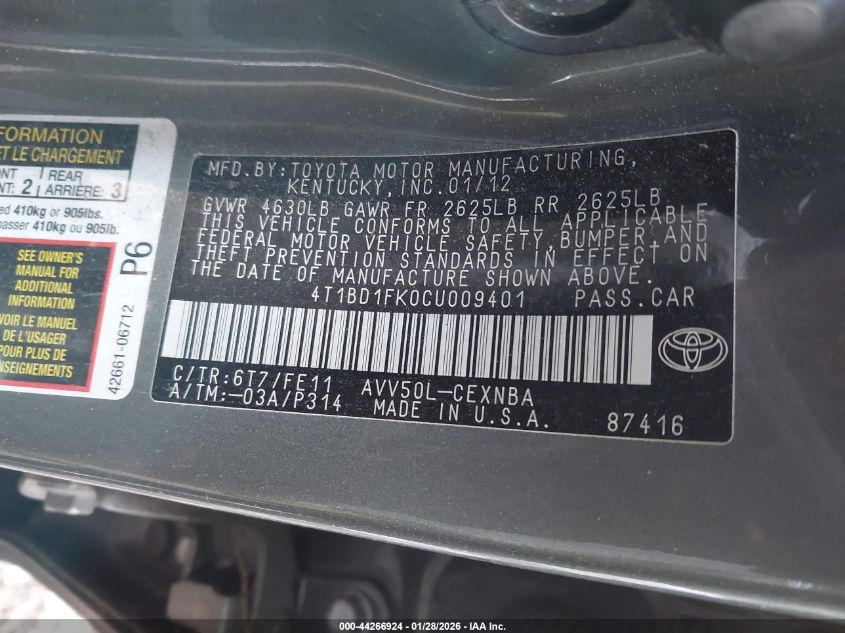 FORMATION
ET LE CHARGEMENT
NT REAR
NT: 2 ARRIÈRE: 3
ed 410kg or 905lbs.
passer 410kg ou 905lb.
SEE OWNER'S
MANUAL FOR
ADDITIONAL
INFORMATION
VOIR LE MANUEL
DE L'USAGER
POUR PLUS DE
NSEIGNEMENTS
P6
42661-06712
MFD.BY:TOYOTA MOTOR MANUFACTURING,
KENTUCKY,INC.01/12
GVWR 4630LB GAWR FR 2625LB RR 2625LB
THIS VEHICLE CONFORMS TO ALL APPLICABLE
FEDERAL MOTOR VEHICLE SAFETY,BUMPER,AND
THEFT PREVENTION STANDARDS IN EFFECT ON
THE DATE OF MANUFACTURE SHOWN ABOVE.
4T1BD1FK0CU009401 PASS.CAR
C/TR:6T7/FE11 AVV50L-CEXNBA
A/TM:-03A/P314 MADE IN U.S.A.
87416
000-44266924 | 01/28/2026 - IAA Inc.